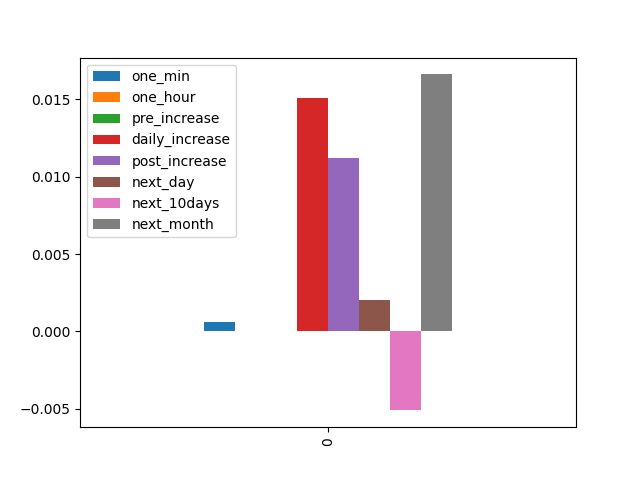 one_min
one_hour
pre_increase
daily_increase
post_increase
next_day
next_10days
next_month
0.015
0.010
0.005
0.000
−0.005
0